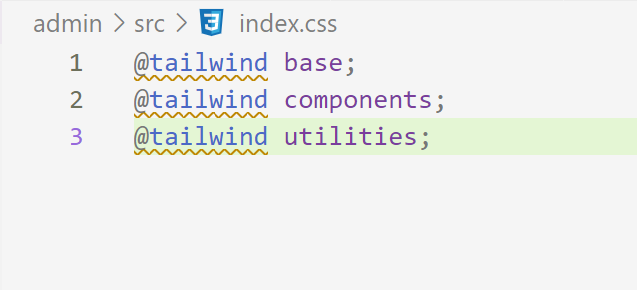 admin > src > index.css
1 @tailwind base;
2 @tailwind components;
3 @tailwind utilities;